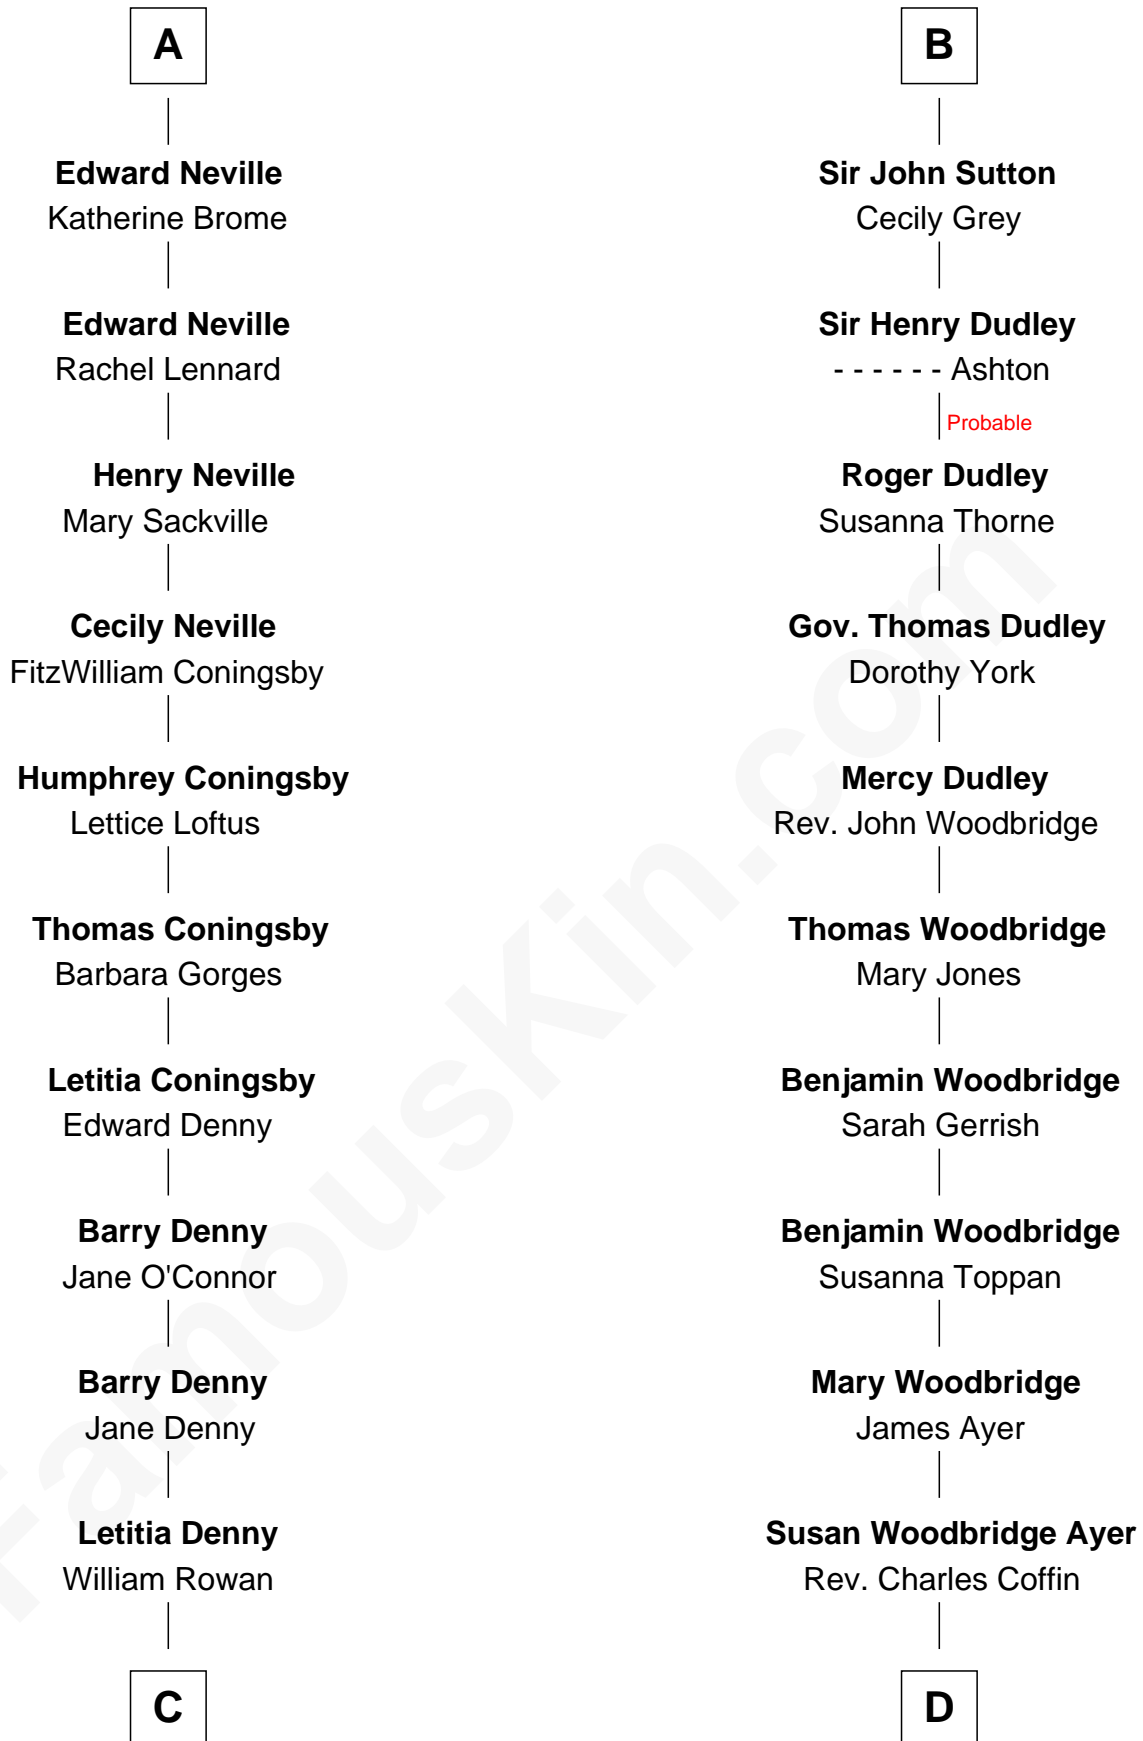 A
Edward Neville
Katherine Brome
Edward Neville
Rachel Lennard
Henry Neville
Mary Sackville
Cecily Neville
FitzWilliam Coningsby
Humphrey Coningsby
Lettice Loftus
Thomas Coningsby
Barbara Gorges
Letitia Coningsby
Edward Denny
Barry Denny
Jane O'Connor
Barry Denny
Jane Denny
Letitia Denny
William Rowan
C
B
Sir John Sutton
Cecily Grey
Sir Henry Dudley
- - - - - - Ashton
Probable
Roger Dudley
Susanna Thorne
Gov. Thomas Dudley
Dorothy York
Mercy Dudley
Rev. John Woodbridge
Thomas Woodbridge
Mary Jones
Benjamin Woodbridge
Sarah Gerrish
Benjamin Woodbridge
Susanna Toppan
Mary Woodbridge
James Ayer
Susan Woodbridge Ayer
Rev. Charles Coffin
D
FamousKin.com